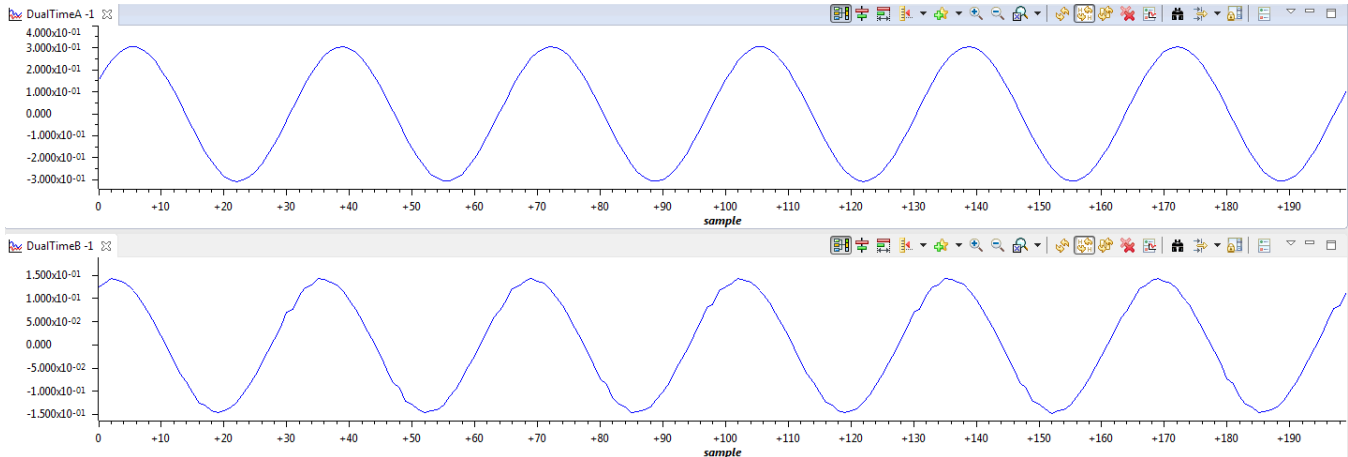 DualTimeA -1
4.000x10-01
3.000x10-01
2.000x10-01
1.000x10-01
0.000
-1.000x10-01
-2.000x10-01
-3.000x10-01
0 +10 +20 +30 +40 +50 +60 +70 +80 +90 +100 +110 +120 +130 +140 +150 +160 +170 +180 +190
sample
DualTimeB -1
1.500x10-01
1.000x10-01
5.000x10-02
0.000
-5.000x10-02
-1.000x10-01
-1.500x10-01
0 +10 +20 +30 +40 +50 +60 +70 +80 +90 +100 +110 +120 +130 +140 +150 +160 +170 +180 +190
sample